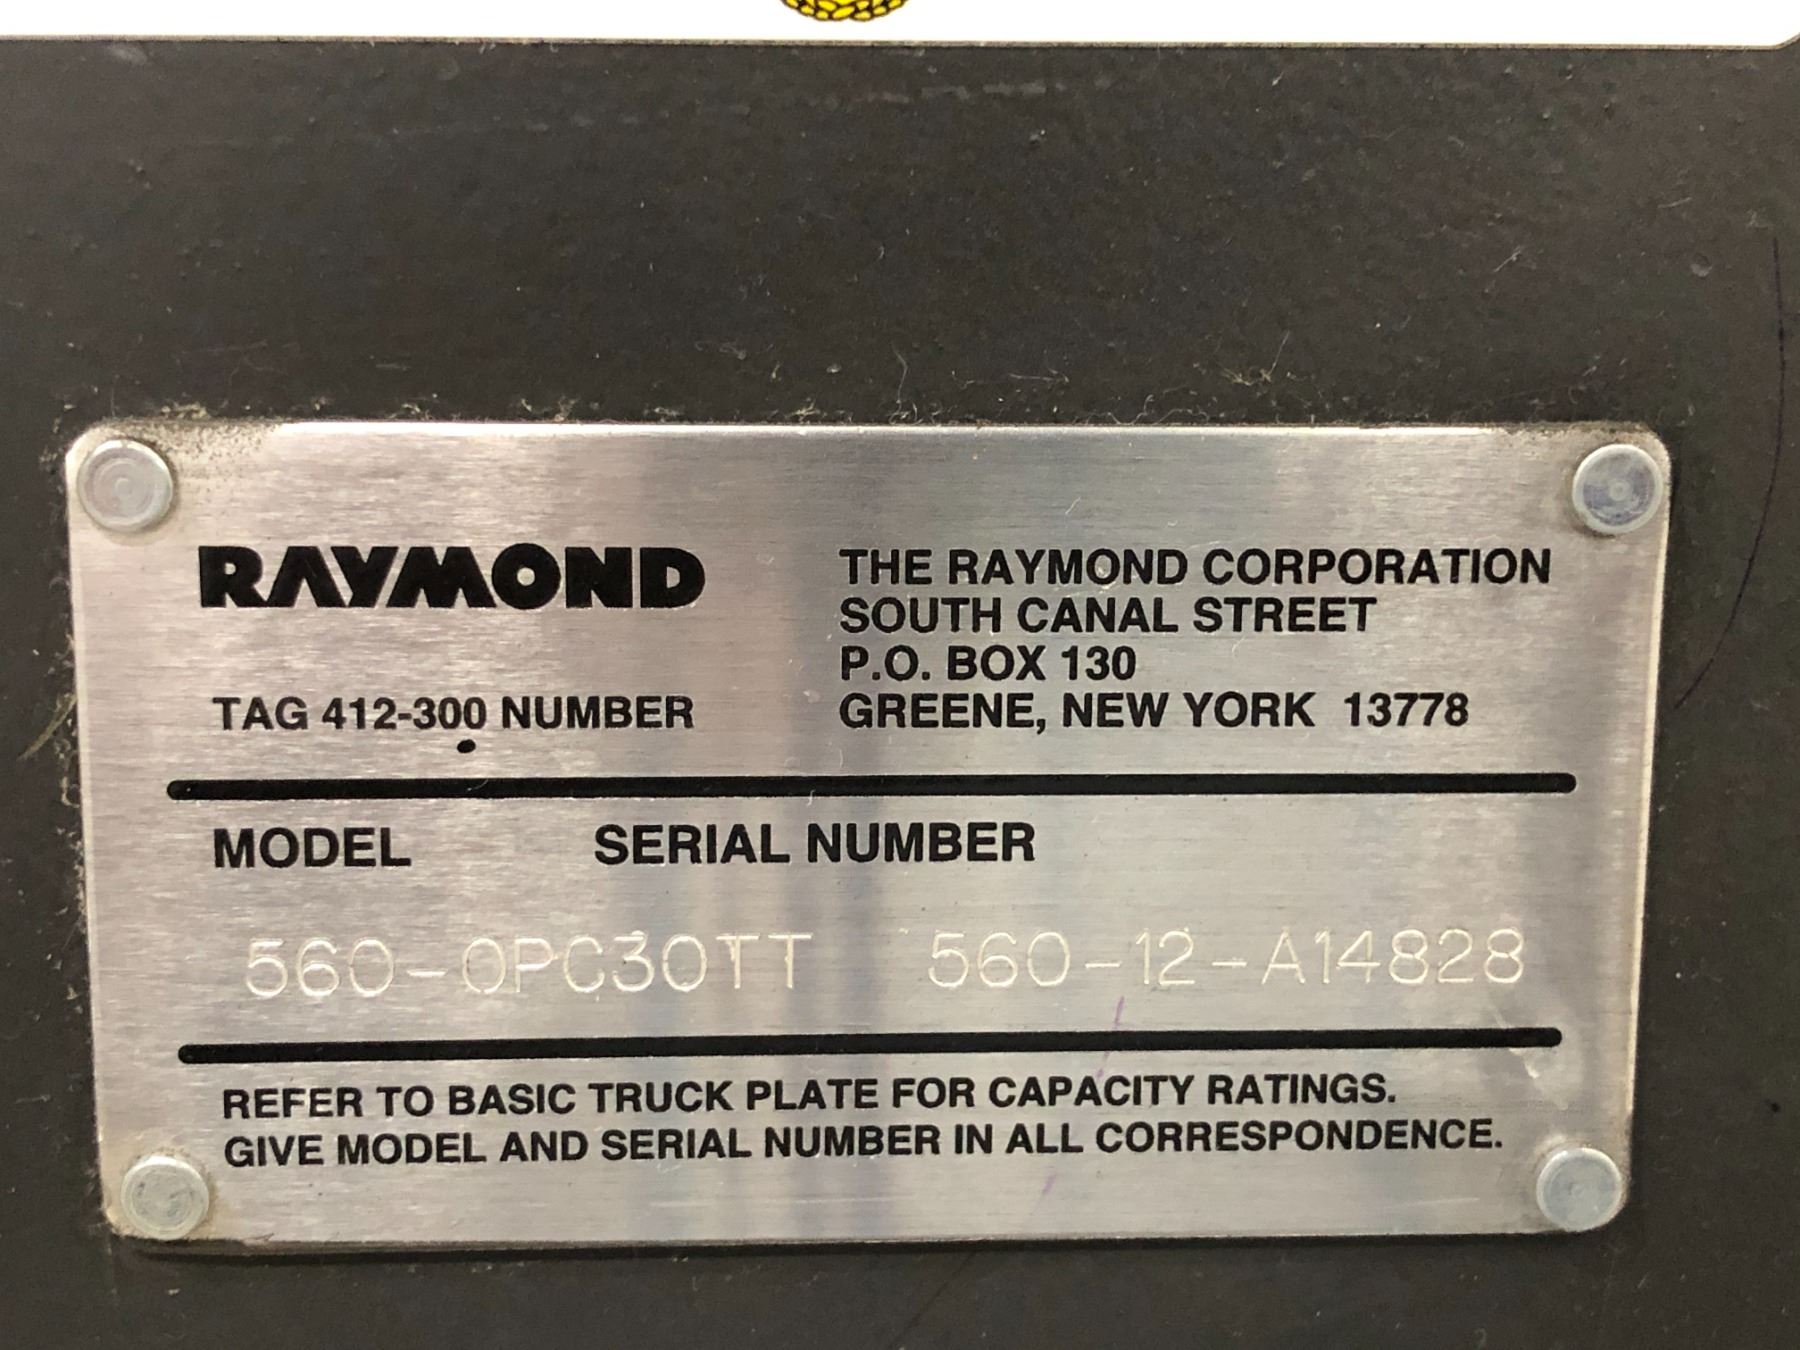 RAYMOND
THE RAYMOND CORPORATION
SOUTH CANAL STREET
P.O. BOX 130
GREENE, NEW YORK 13778
TAG 412-300 NUMBER
MODEL SERIAL NUMBER
560-OPC30TT 560-12-A14828
REFER TO BASIC TRUCK PLATE FOR CAPACITY RATINGS.
GIVE MODEL AND SERIAL NUMBER IN ALL CORRESPONDENCE.